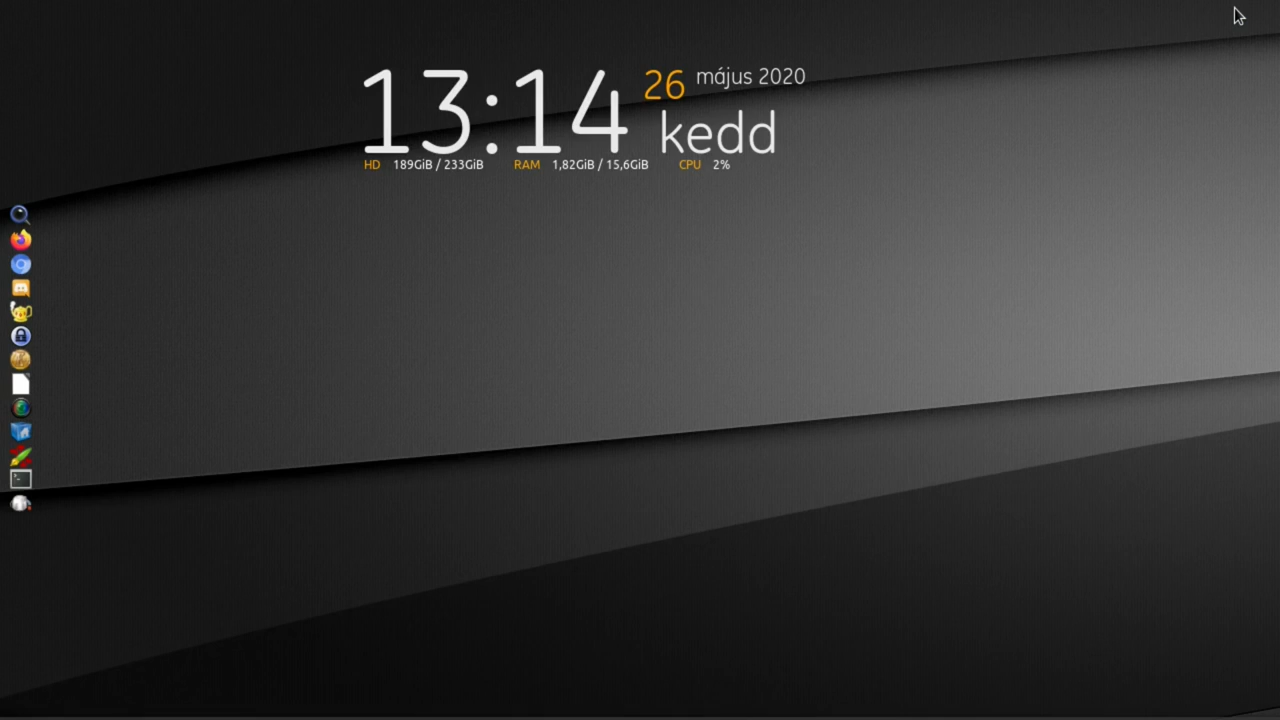 13:14 26 május 2020
kedd
HD 189GiB / 233GiB RAM 1,82GiB / 15,6GiB CPU 2%